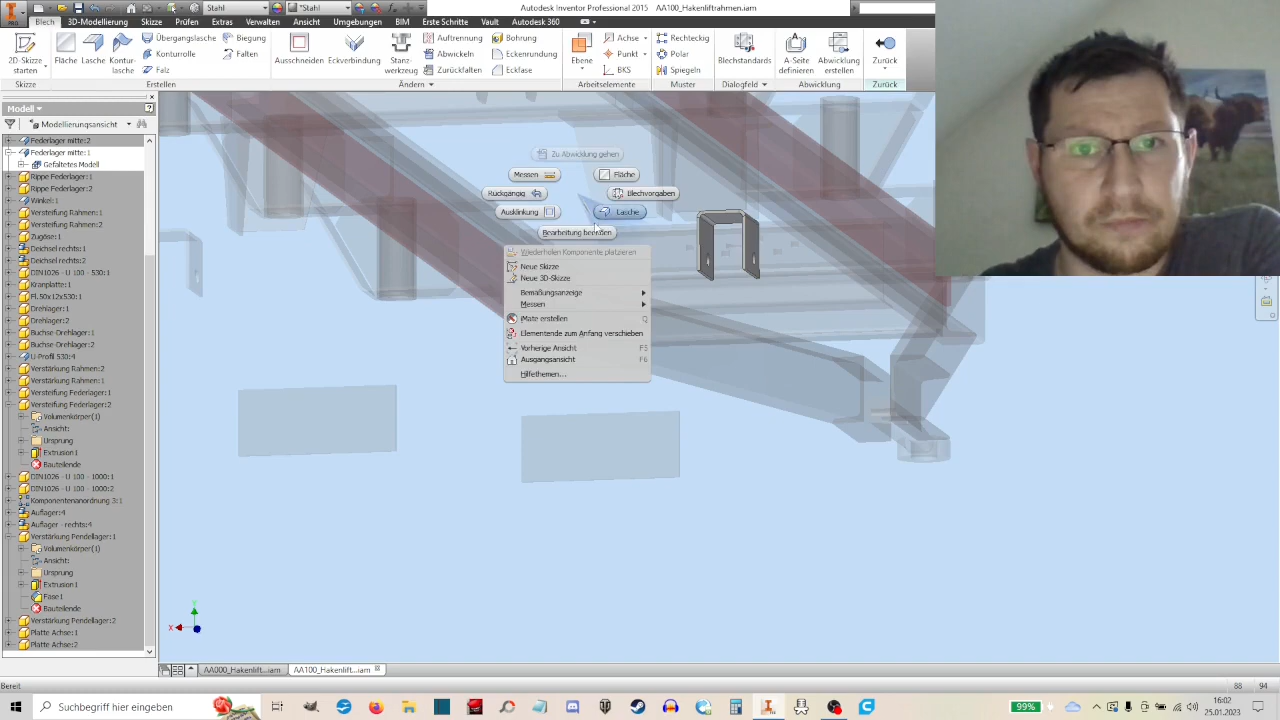 Stahl
*Stahl
Autodesk Inventor Professional 2015 AA100_Hakenliftrahmen.iam
Blech 3D-Modellierung Skizze Prüfen Extras Verwalten Ansicht Umgebungen BIM Erste Schritte Vault Autodesk 360
Übergangslasche Biegung Auftrennung Bohrung Achse Rechteckig
Konturrolle Falten Abwickeln Eckenrundung Punkt Polar
Falz Zurückfalten Eckfase BKS Spiegeln
2D-Skizze starten
Fläche Lasche Kontur-lasche
Ausschneiden Eckverbindung Stanz-werkzeug
Ebene
Blechstandards
A-Seite definieren
Abwicklung erstellen
Zurück
Skizze Erstellen Ändern Arbeitselemente Muster Dialogfeld Abwicklung Zurück
Modell
Modellierungsansicht
Federlager mitte:2
Federlager mitte:1
Gefaltetes Modell
Rippe Federlager:1
Rippe Federlager:2
Winkel:1
Versteifung Rahmen:1
Zugöse:1
Deichsel rechts:1
Deichsel rechts:2
DIN1026 - U 100 - 530:1
Kranplatte:1
Fl.50x12x530:1
Drehlager:1
Drehlager:2
Buchse-Drehlager:1
Buchse-Drehlager:2
U-Profil 530:4
Versteifung Rahmen:2
Versteifung Rahmen:1
Versteifung Federlager:1
Versteifung Federlager:2
Volumenkörper(1)
Ansicht:
Ursprung
Extrusion1
Bauteilende
DIN1026 - U 100 - 1000:1
DIN1026 - U 100 - 1000:2
Komponentenanordnung 3:1
Auflager:4
Auflager - rechts:4
Verstärkung Pendellager:1
Volumenkörper(1)
Ansicht:
Ursprung
Extrusion1
Fase1
Bauteilende
Verstärkung Pendellager:2
Platte Achse:1
Platte Achse:2
Zu Abwicklung gehen
Messen
Fläche
Rückgängig
Blechvorgaben
Ausklinkung
Lasche
Bearbeitung beenden
Wiederholen Komponente platzieren
Neue Skizze
Neue 3D-Skizze
Bemaßungsanzeige
Messen
iMate erstellen Q
Elementende zum Anfang verschieben
Vorherige Ansicht F5
Ausgangsansicht F6
Hilfethemen...
Y
X
AA000_Hakenlift...iam AA100_Hakenlift...iam
Bereit 88 94
Suchbegriff hier eingeben
99%
16:02
25.01.2023